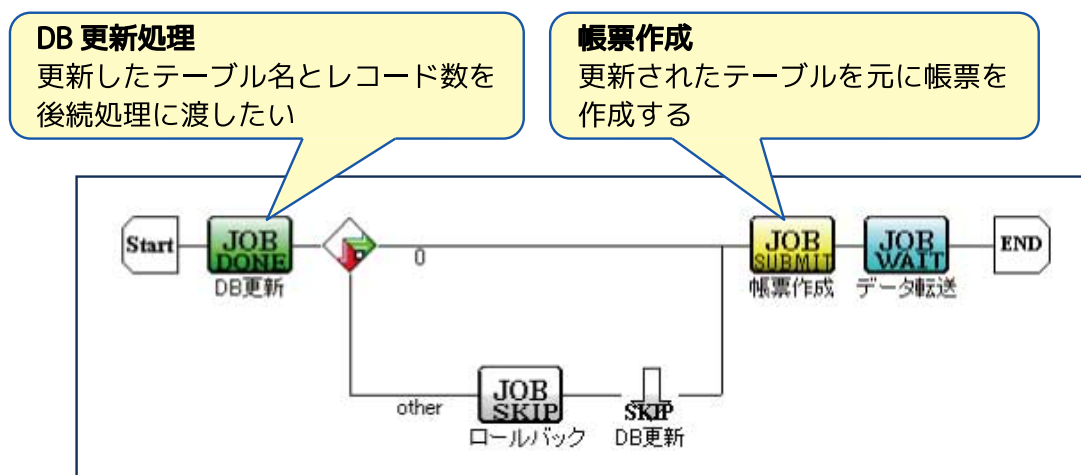 DB 更新処理
更新したテーブル名とレコード数を
後続処理に渡したい
帳票作成
更新されたテーブルを元に帳票を
作成する
Start
JOB
DONE
DB更新
0
JOB
SUBMIT
帳票作成
JOB
WAIT
データ転送
END
other
JOB
SKIP
ロールバック
SKIP
DB更新